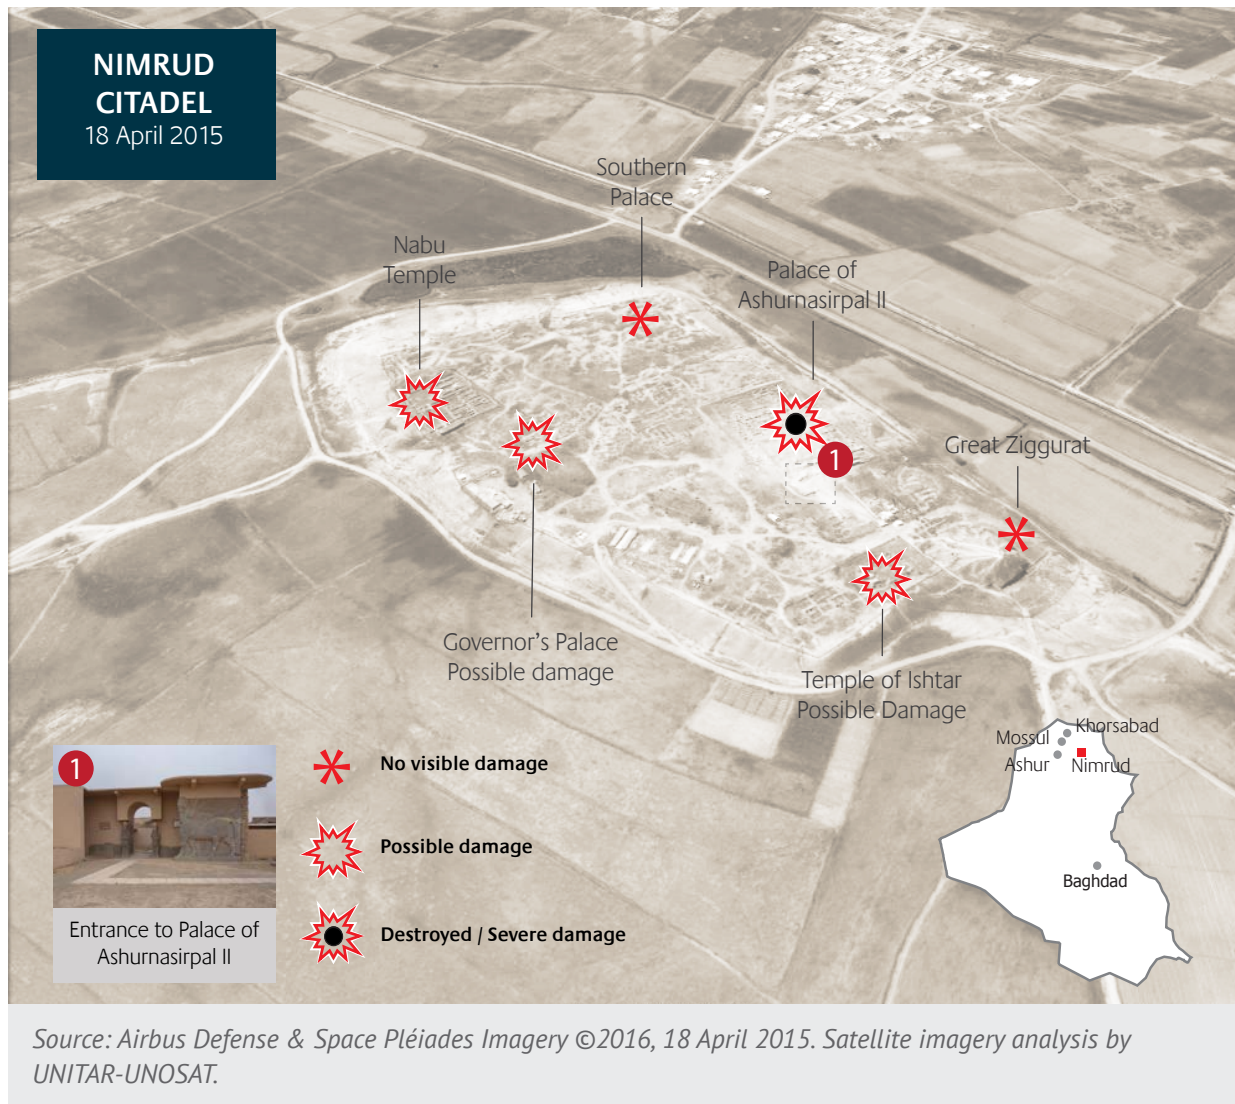 NIMRUD
CITADEL
18 April 2015
Southern
Palace
Nabu
Temple
Palace of
Ashurnasirpal II
1
Great Ziggurat
Governor's Palace
Possible damage
Temple of Ishtar
Possible Damage
1
Entrance to Palace of
Ashurnasirpal II
No visible damage
Possible damage
Destroyed / Severe damage
Khorsabad
Mossul
Ashur
Nimrud
Baghdad
Source: Airbus Defense & Space Pléiades Imagery ©2016, 18 April 2015. Satellite imagery analysis by
UNITAR-UNOSAT.